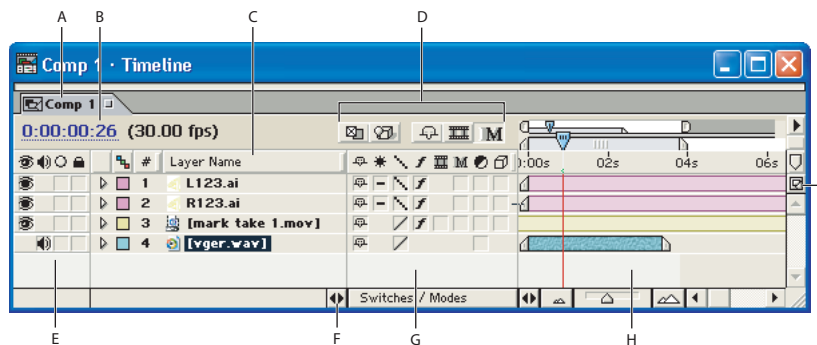 A B C D
Comp 1 · Timeline
Comp 1
0:00:00:26 (30.00 fps)
M
# Layer Name
f M
):00s 02s 04s 06s
1 L123.ai
f
2 R123.ai
f
3 [mark take 1.mov]
f
4 [vger.wav]
Switches / Modes
E F G H